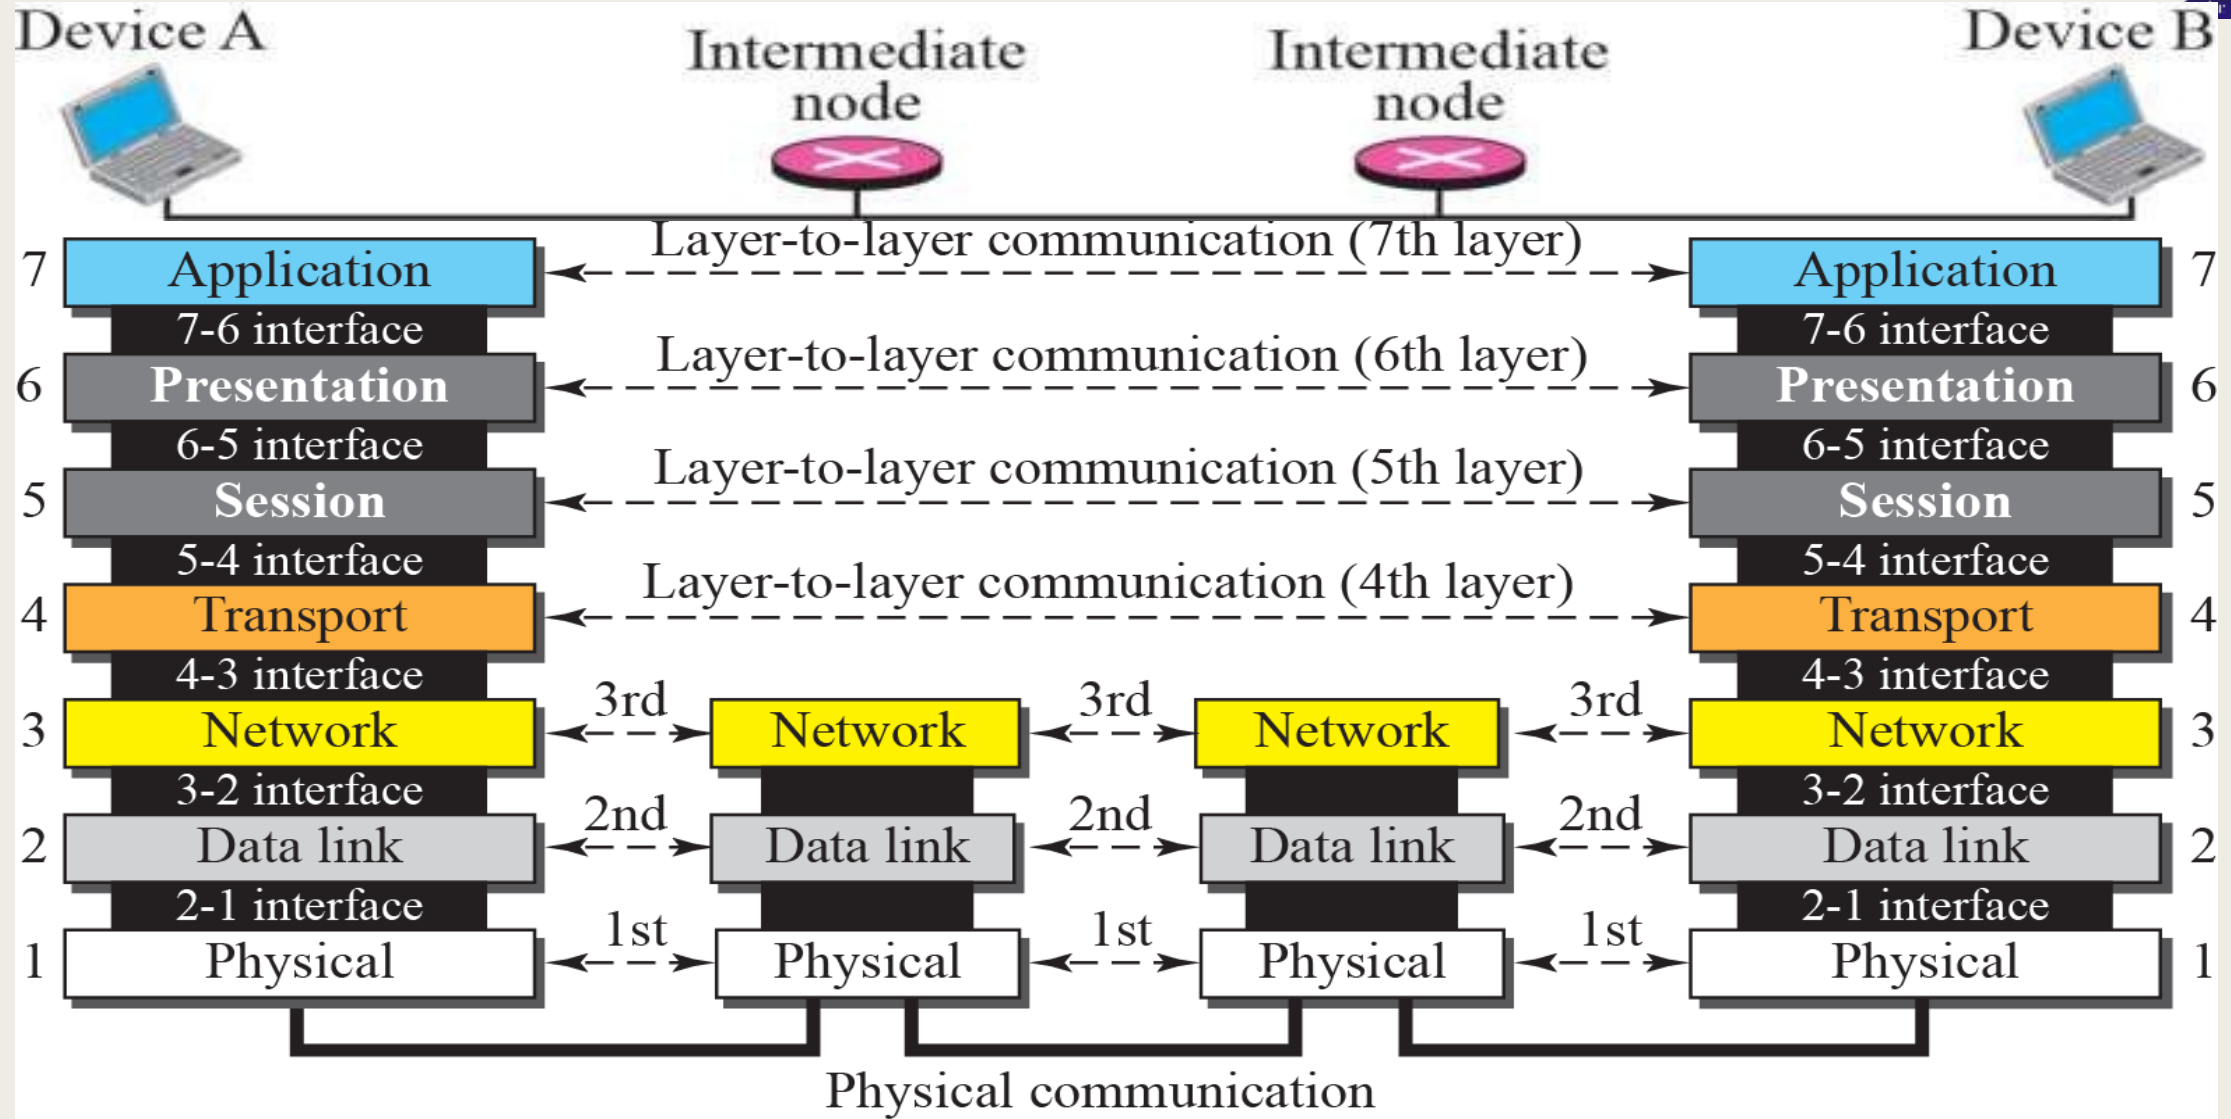 Device A
Intermediate
node
Intermediate
node
Device B
Layer-to-layer communication (7th layer)
7 Application Application 7
7-6 interface 7-6 interface
Layer-to-layer communication (6th layer)
6 Presentation Presentation 6
6-5 interface 6-5 interface
Layer-to-layer communication (5th layer)
5 Session Session 5
5-4 interface 5-4 interface
Layer-to-layer communication (4th layer)
4 Transport Transport 4
4-3 interface 4-3 interface
3rd 3rd 3rd
3 Network Network Network Network 3
3-2 interface 3-2 interface
2nd 2nd 2nd
2 Data link Data link Data link Data link 2
2-1 interface 2-1 interface
1st 1st 1st
1 Physical Physical Physical Physical 1
Physical communication